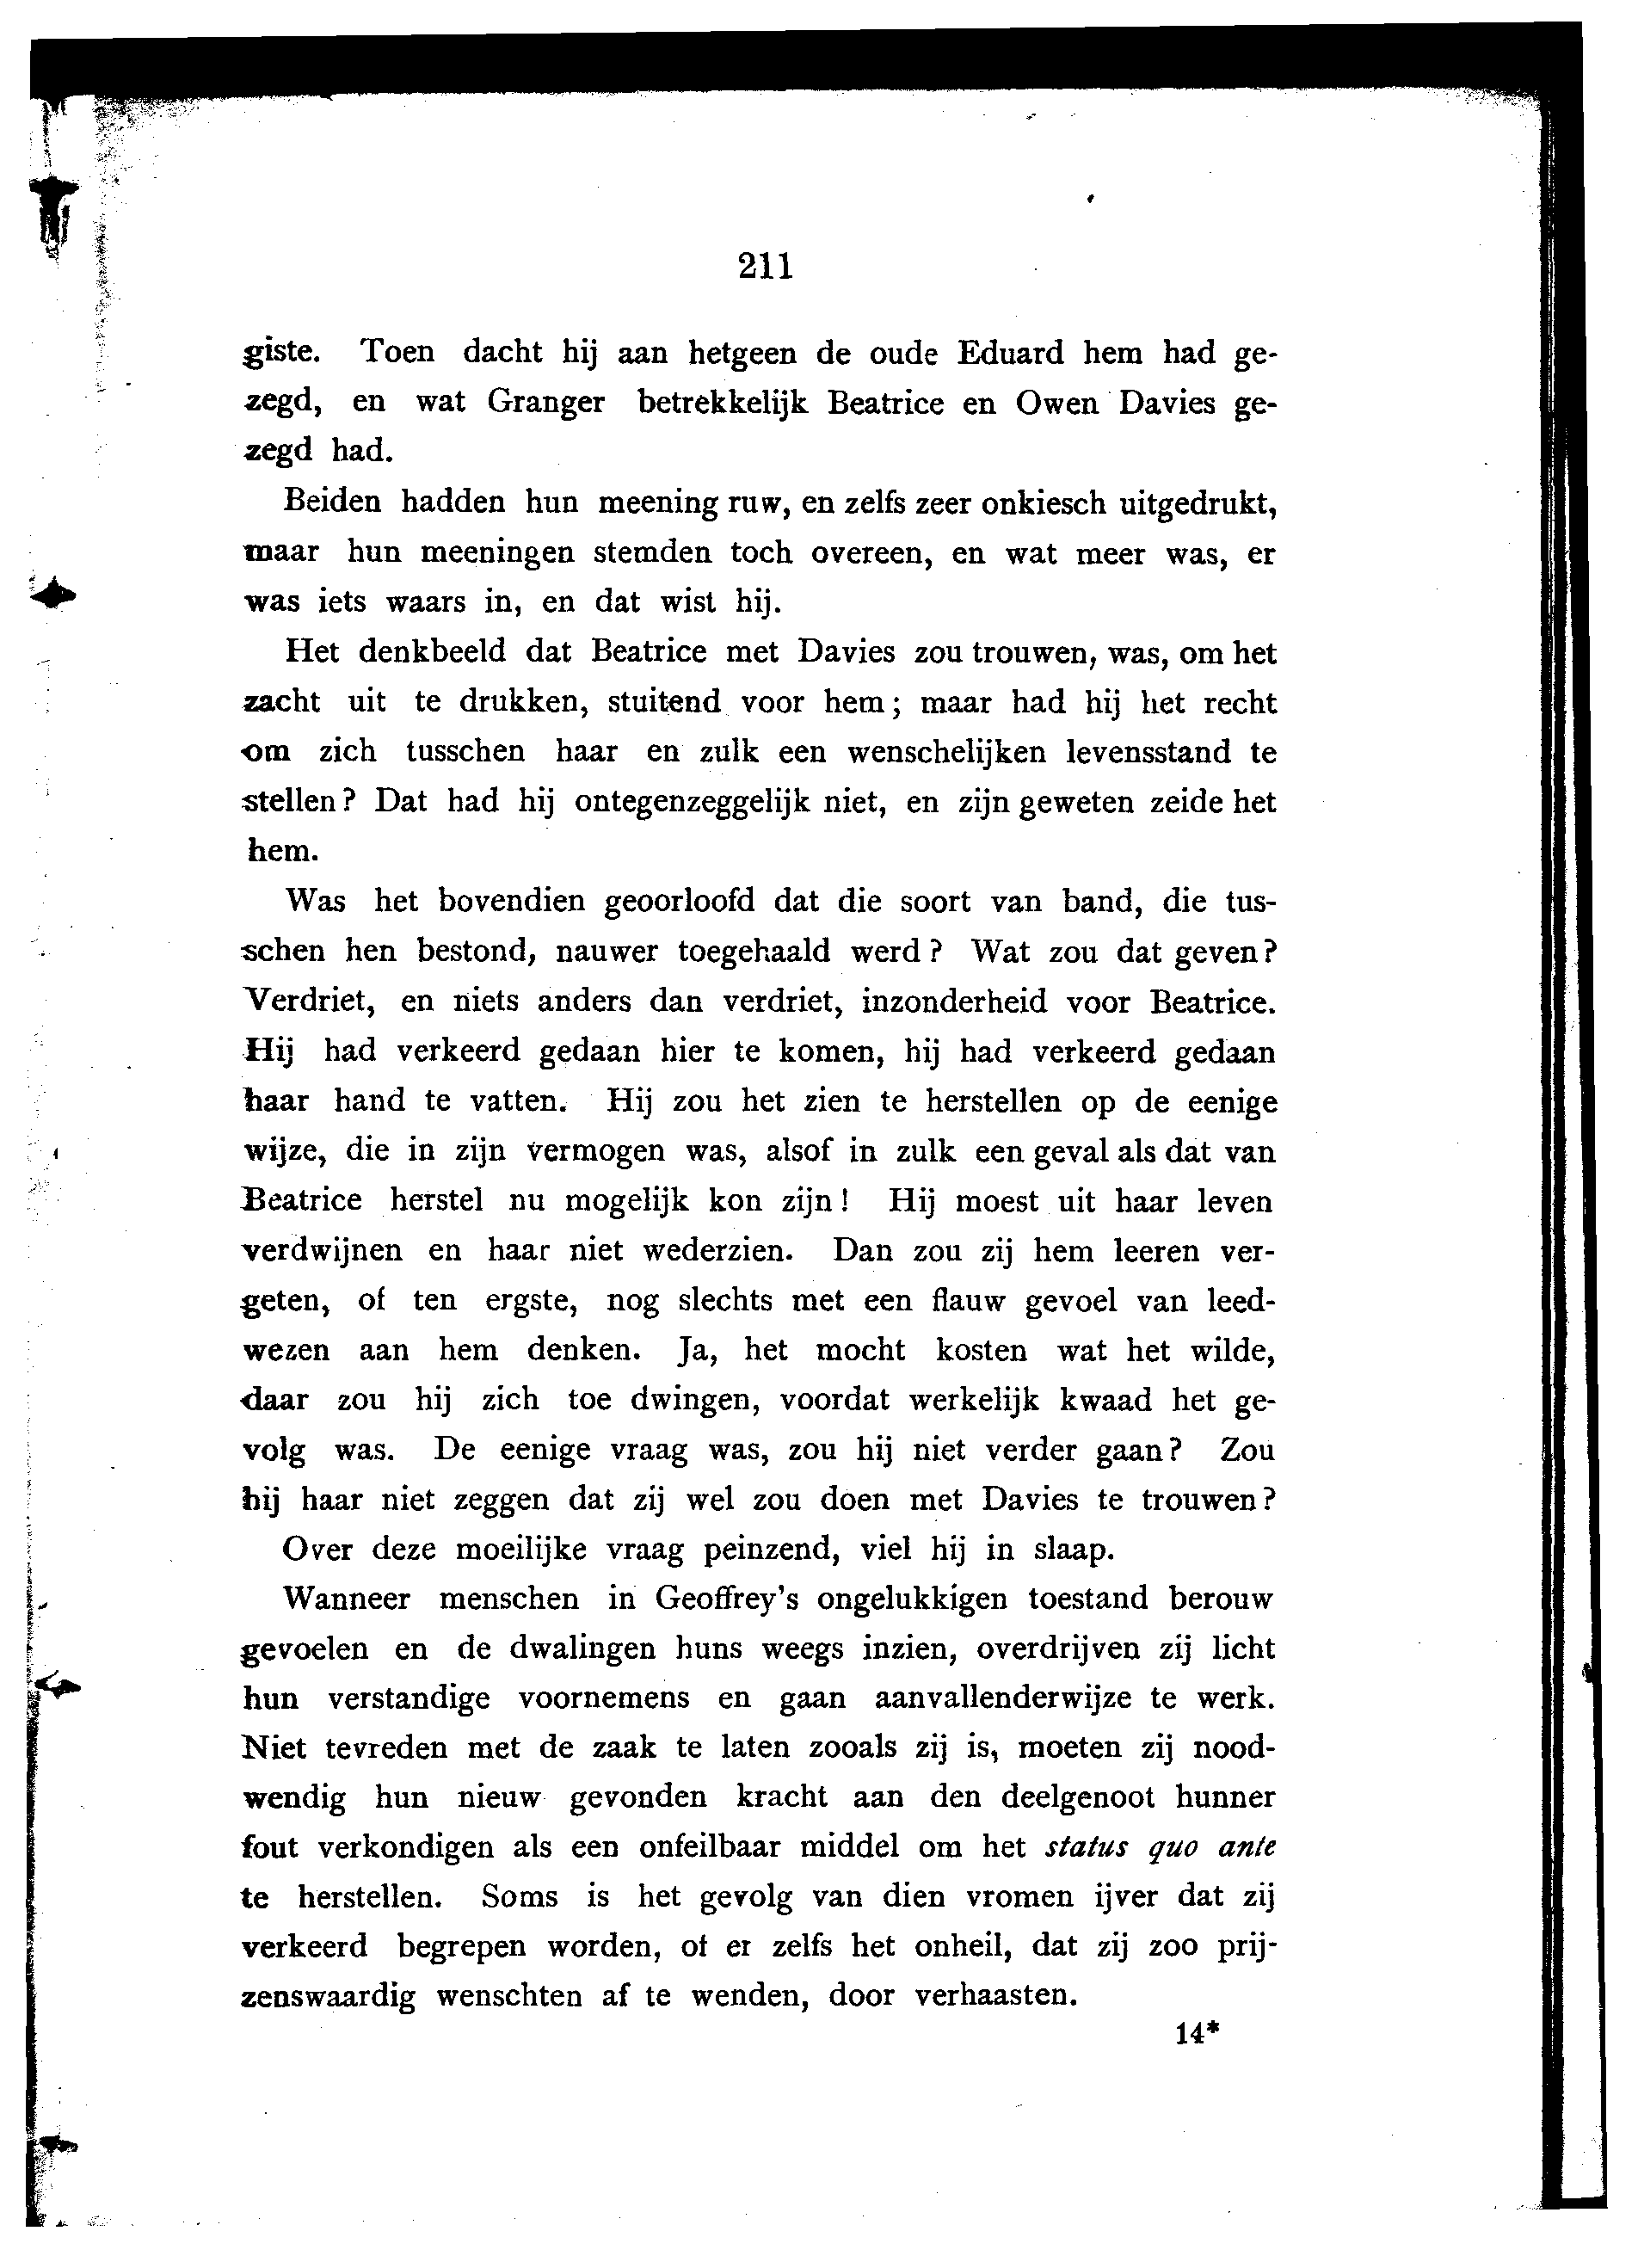 211
giste. Toen dacht hij aan hetgeen de oude Eduard hem had ge-
zegd, en wat Granger betrekkelijk Beatrice en Owen Davies ge-
zegd had.
Beiden hadden hun meening ruw, en zelfs zeer onkiesch uitgedrukt,
maar hun meeningen stemden toch overeen, en wat meer was, er
was iets waars in, en dat wist hij.
Het denkbeeld dat Beatrice met Davies zou trouwen, was, om het
zacht uit te drukken, stuitend voor hem; maar had hij het recht
om zich tusschen haar en zulk een wenschelijken levensstand te
stellen? Dat had hij ontegenzeggelijk niet, en zijn geweten zeide het
hem.
Was het bovendien geoorloofd dat die soort van band, die tus-
schen hen bestond, nauwer toegehaald werd? Wat zou dat geven?
Verdriet, en niets anders dan verdriet, inzonderheid voor Beatrice.
Hij had verkeerd gedaan hier te komen, hij had verkeerd gedaan
haar hand te vatten. Hij zou het zien te herstellen op de eenige
wijze, die in zijn vermogen was, alsof in zulk een geval als dat van
Beatrice herstel nu mogelijk kon zijn! Hij moest uit haar leven
verdwijnen en haar niet wederzien. Dan zou zij hem leeren ver-
geten, of ten ergste, nog slechts met een flauw gevoel van leed-
wezen aan hem denken. Ja, het mocht kosten wat het wilde,
daar zou hij zich toe dwingen, voordat werkelijk kwaad het ge-
volg was. De eenige vraag was, zou hij niet verder gaan? Zou
hij haar niet zeggen dat zij wel zou doen met Davies te trouwen?
Over deze moeilijke vraag peinzend, viel hij in slaap.
Wanneer menschen in Geoffrey's ongelukkigen toestand berouw
gevoelen en de dwalingen huns weegs inzien, overdrijven zij licht
hun verstandige voornemens en gaan aanvallenderwijze te werk.
Niet tevreden met de zaak te laten zooals zij is, moeten zij nood-
wendig hun nieuw gevonden kracht aan den deelgenoot hunner
fout verkondigen als een onfeilbaar middel om het status quo ante
te herstellen. Soms is het gevolg van dien vromen ijver dat zij
verkeerd begrepen worden, of er zelfs het onheil, dat zij zoo prij-
zenswaardig wenschten af te wenden, door verhaasten.
14*